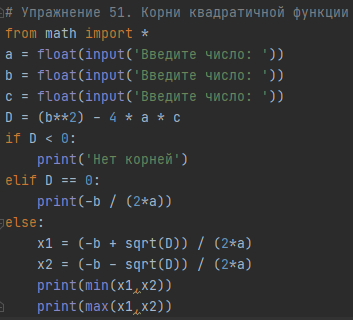 # Упражнение 51. Корни квадратичной функции
from math import *
a = float(input('Введите число: '))
b = float(input('Введите число: '))
c = float(input('Введите число: '))
D = (b**2) - 4 * a * c
if D < 0:
    print('Нет корней')
elif D == 0:
    print(-b / (2*a))
else:
    x1 = (-b + sqrt(D)) / (2*a)
    x2 = (-b - sqrt(D)) / (2*a)
    print(min(x1,x2))
    print(max(x1,x2))